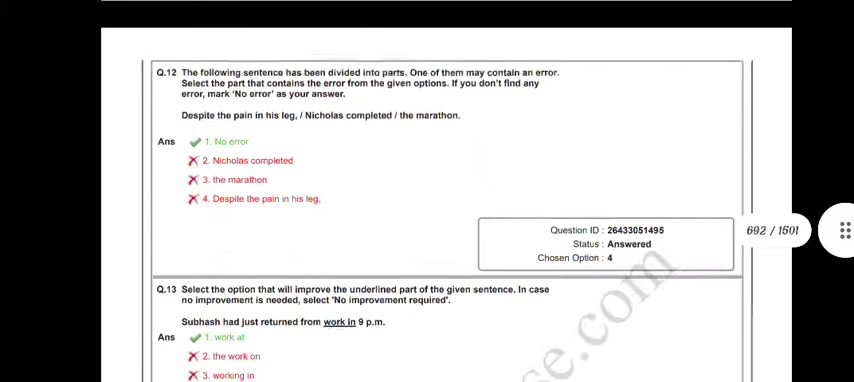 Q.12 The following sentence has been divided into parts. One of them may contain an error.
Select the part that contains the error from the given options. If you don't find any
error, mark 'No error' as your answer.
Despite the pain in his leg, / Nicholas completed / the marathon.
Ans 1. No error
2. Nicholas completed
3. the marathon
4. Despite the pain in his leg,
Question ID : 26433051495
Status : Answered
Chosen Option : 4
692 / 1501
Q.13 Select the option that will improve the underlined part of the given sentence. In case
no improvement is needed, select 'No improvement required'.
Subhash had just returned from work in 9 p.m.
Ans 1. work at
2. the work on
3. working in
se.com